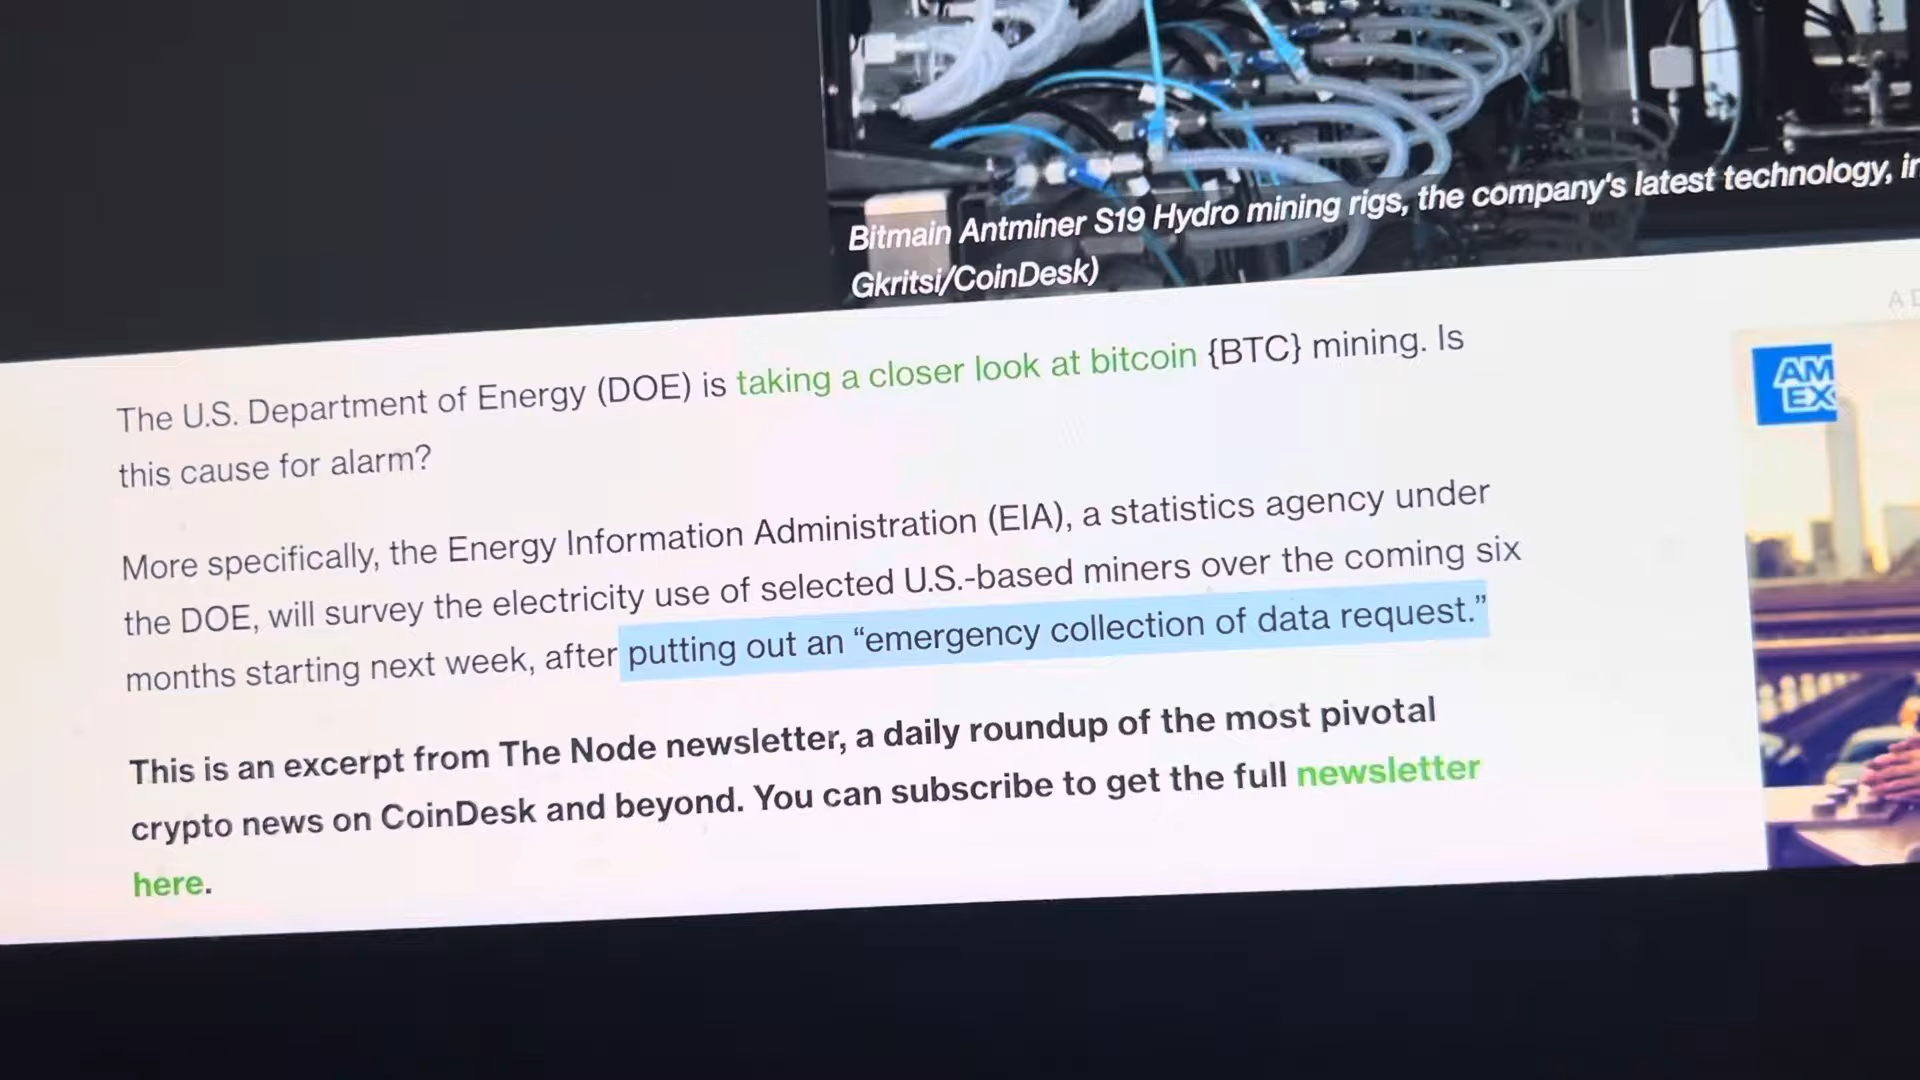 Bitmain Antminer S19 Hydro mining rigs, the company's latest technology, in
Gkritsi/CoinDesk)
The U.S. Department of Energy (DOE) is taking a closer look at bitcoin {BTC} mining. Is
this cause for alarm?
More specifically, the Energy Information Administration (EIA), a statistics agency under
the DOE, will survey the electricity use of selected U.S.-based miners over the coming six
months starting next week, after putting out an “emergency collection of data request.”
This is an excerpt from The Node newsletter, a daily roundup of the most pivotal
crypto news on CoinDesk and beyond. You can subscribe to get the full newsletter
here.
AD
AM
EX